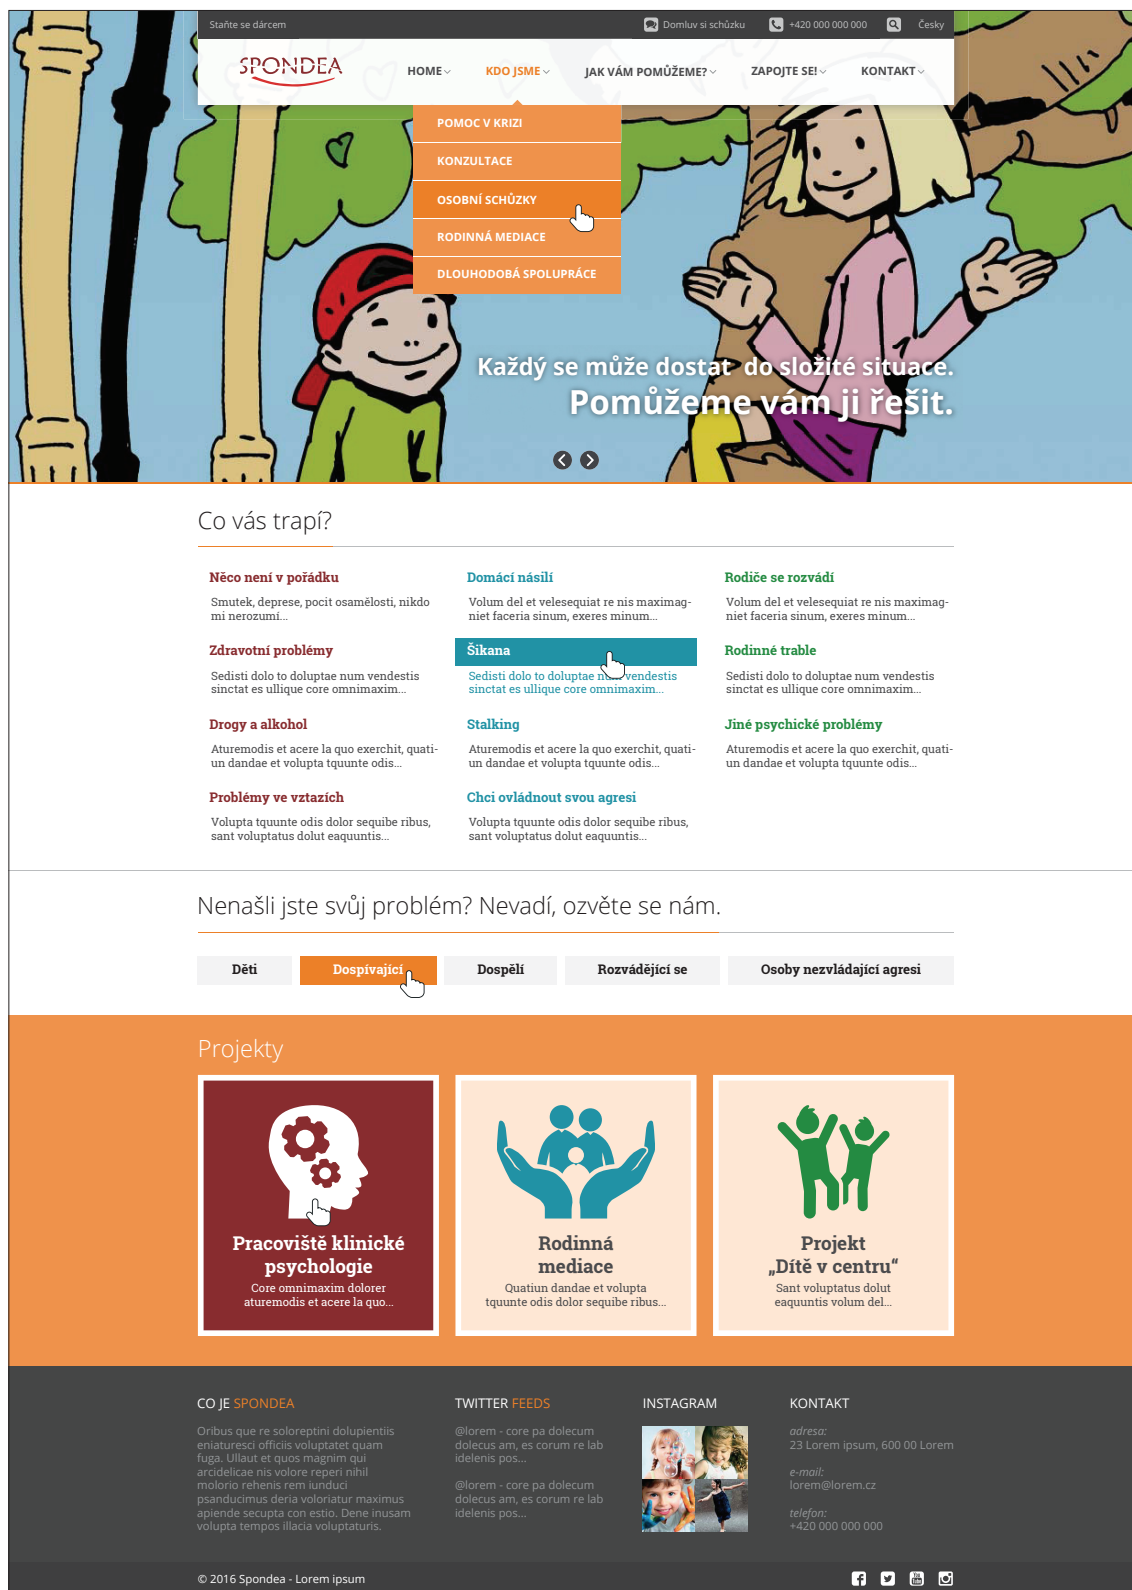 Staňte se dárcem
Domluv si schůzku
+420 000 000 000
Česky
SPONDEA
HOME
KDO JSME
JAK VÁM POMŮŽEME?
ZAPOJTE SE!
KONTAKT
POMOC V KRIZI
KONZULTACE
OSOBNÍ SCHŮZKY
RODINNÁ MEDIACE
DLOUHODOBÁ SPOLUPRÁCE
Každý se může dostat do složité situace.
Pomůžeme vám ji řešit.
Co vás trapí?
Něco není v pořádku
Smutek, deprese, pocit osamělosti, nikdo
mi nerozumí...
Zdravotní problémy
Sedisti dolo to doluptae num vendestis
sinctat es ullique core omnimaxim...
Drogy a alkohol
Aturemodis et acere la quo exerchit, quati-
un dandae et volupta tquunte odis...
Problémy ve vztazích
Volupta tquunte odis dolor sequibe ribus,
sant voluptatus dolut eaquuntis...
Domácí násilí
Volum del et velesequiat re nis maximag-
niet faceria sinum, exeres minum...
Šikana
Sedisti dolo to doluptae num vendestis
sinctat es ullique core omnimaxim...
Stalking
Aturemodis et acere la quo exerchit, quati-
un dandae et volupta tquunte odis...
Chci ovládnout svou agresi
Volupta tquunte odis dolor sequibe ribus,
sant voluptatus dolut eaquuntis...
Rodiče se rozvádí
Volum del et velesequiat re nis maximag-
niet faceria sinum, exeres minum...
Rodinné trable
Sedisti dolo to doluptae num vendestis
sinctat es ullique core omnimaxim...
Jiné psychické problémy
Aturemodis et acere la quo exerchit, quati-
un dandae et volupta tquunte odis...
Nenašli jste svůj problém? Nevadí, ozvěte se nám.
Děti
Dospívající
Dospělí
Rozvádějící se
Osoby nezvládající agresi
Projekty
Pracoviště klinické
psychologie
Core omnimaxim dolorer
aturemodis et acere la quo...
Rodinná
mediace
Quatiun dandae et volupta
tquunte odis dolor sequibe ribus...
Projekt
„Dítě v centru“
Sant voluptatus dolut
eaquuntis volum del...
CO JE SPONDEA
Oribus que re soloreptini dolupientiis
eniaturesci officiis voluptatet quam
fuga. Ullaut et quos magnim qui
arcidelicae nis volore reperi nihil
molorio rehenis rem iunduci
psanducimus deria voloriatur maximus
apiende secupta con estio. Dene inusam
volupta tempos illacia voluptaturis.
TWITTER FEEDS
@lorem - core pa dolecum
dolecus am, es corum re lab
idelenis pos...
@lorem - core pa dolecum
dolecus am, es corum re lab
idelenis pos...
INSTAGRAM
KONTAKT
adresa:
23 Lorem ipsum, 600 00 Lorem
e-mail:
lorem@lorem.cz
telefon:
+420 000 000 000
© 2016 Spondea - Lorem ipsum